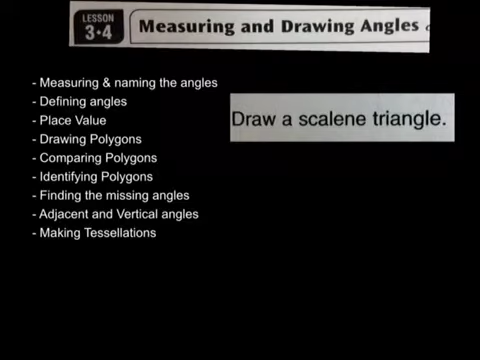 LESSON
3•4
Measuring and Drawing Angles
- Measuring & naming the angles
- Defining angles
- Place Value
- Drawing Polygons
- Comparing Polygons
- Identifying Polygons
- Finding the missing angles
- Adjacent and Vertical angles
- Making Tessellations
Draw a scalene triangle.